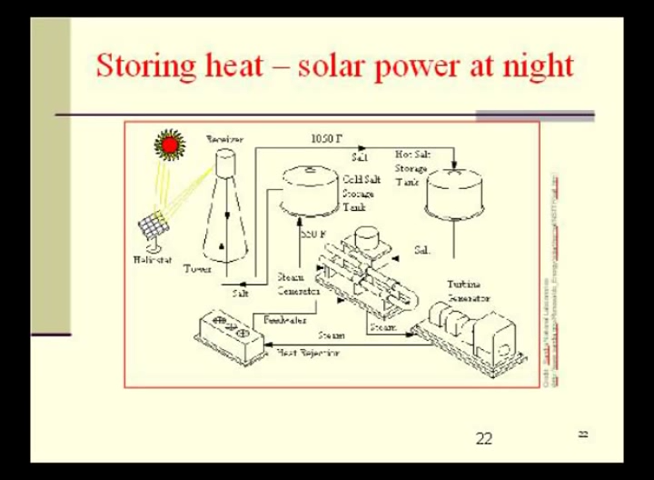 Storing heat – solar power at night
Receiver
1050 F
Salt
Hot Salt
Storage
Tank
Cold Salt
Storage
Tank
550 F
Heliostat
Tower
Salt
Steam
Generator
Salt
Turbine
Generator
Feedwater
Steam
Steam
Heat Rejection
22
22